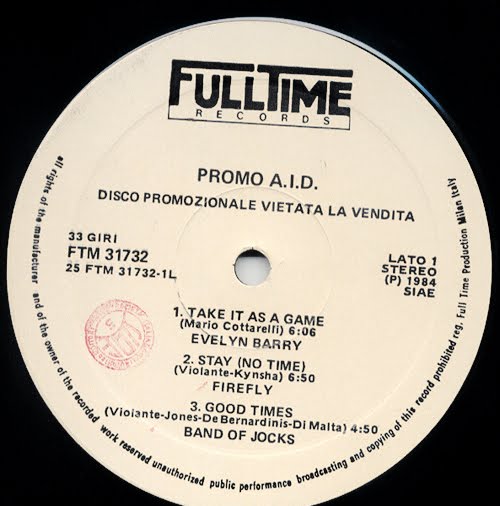 FULLTIME
RECORDS
PROMO A.I.D.
DISCO PROMOZIONALE VIETATA LA VENDITA
33 GIRI
FTM 31732
25 FTM 31732-1L
LATO 1
STEREO
(P) 1984
SIAE
1. TAKE IT AS A GAME
(Mario Cottarelli) 6:06
EVELYN BARRY
2. STAY (NO TIME)
(Violante-Kynsha) 6:50
FIREFLY
3. GOOD TIMES
(Violante-Jones-De Bernardinis-Di Malta) 4:50
BAND OF JOCKS
all rights of the manufacturer and of the owner of the recorded work reserved unauthorized public performance broadcasting and copying of this record prohibited reg. Full Time Production Milan Italy